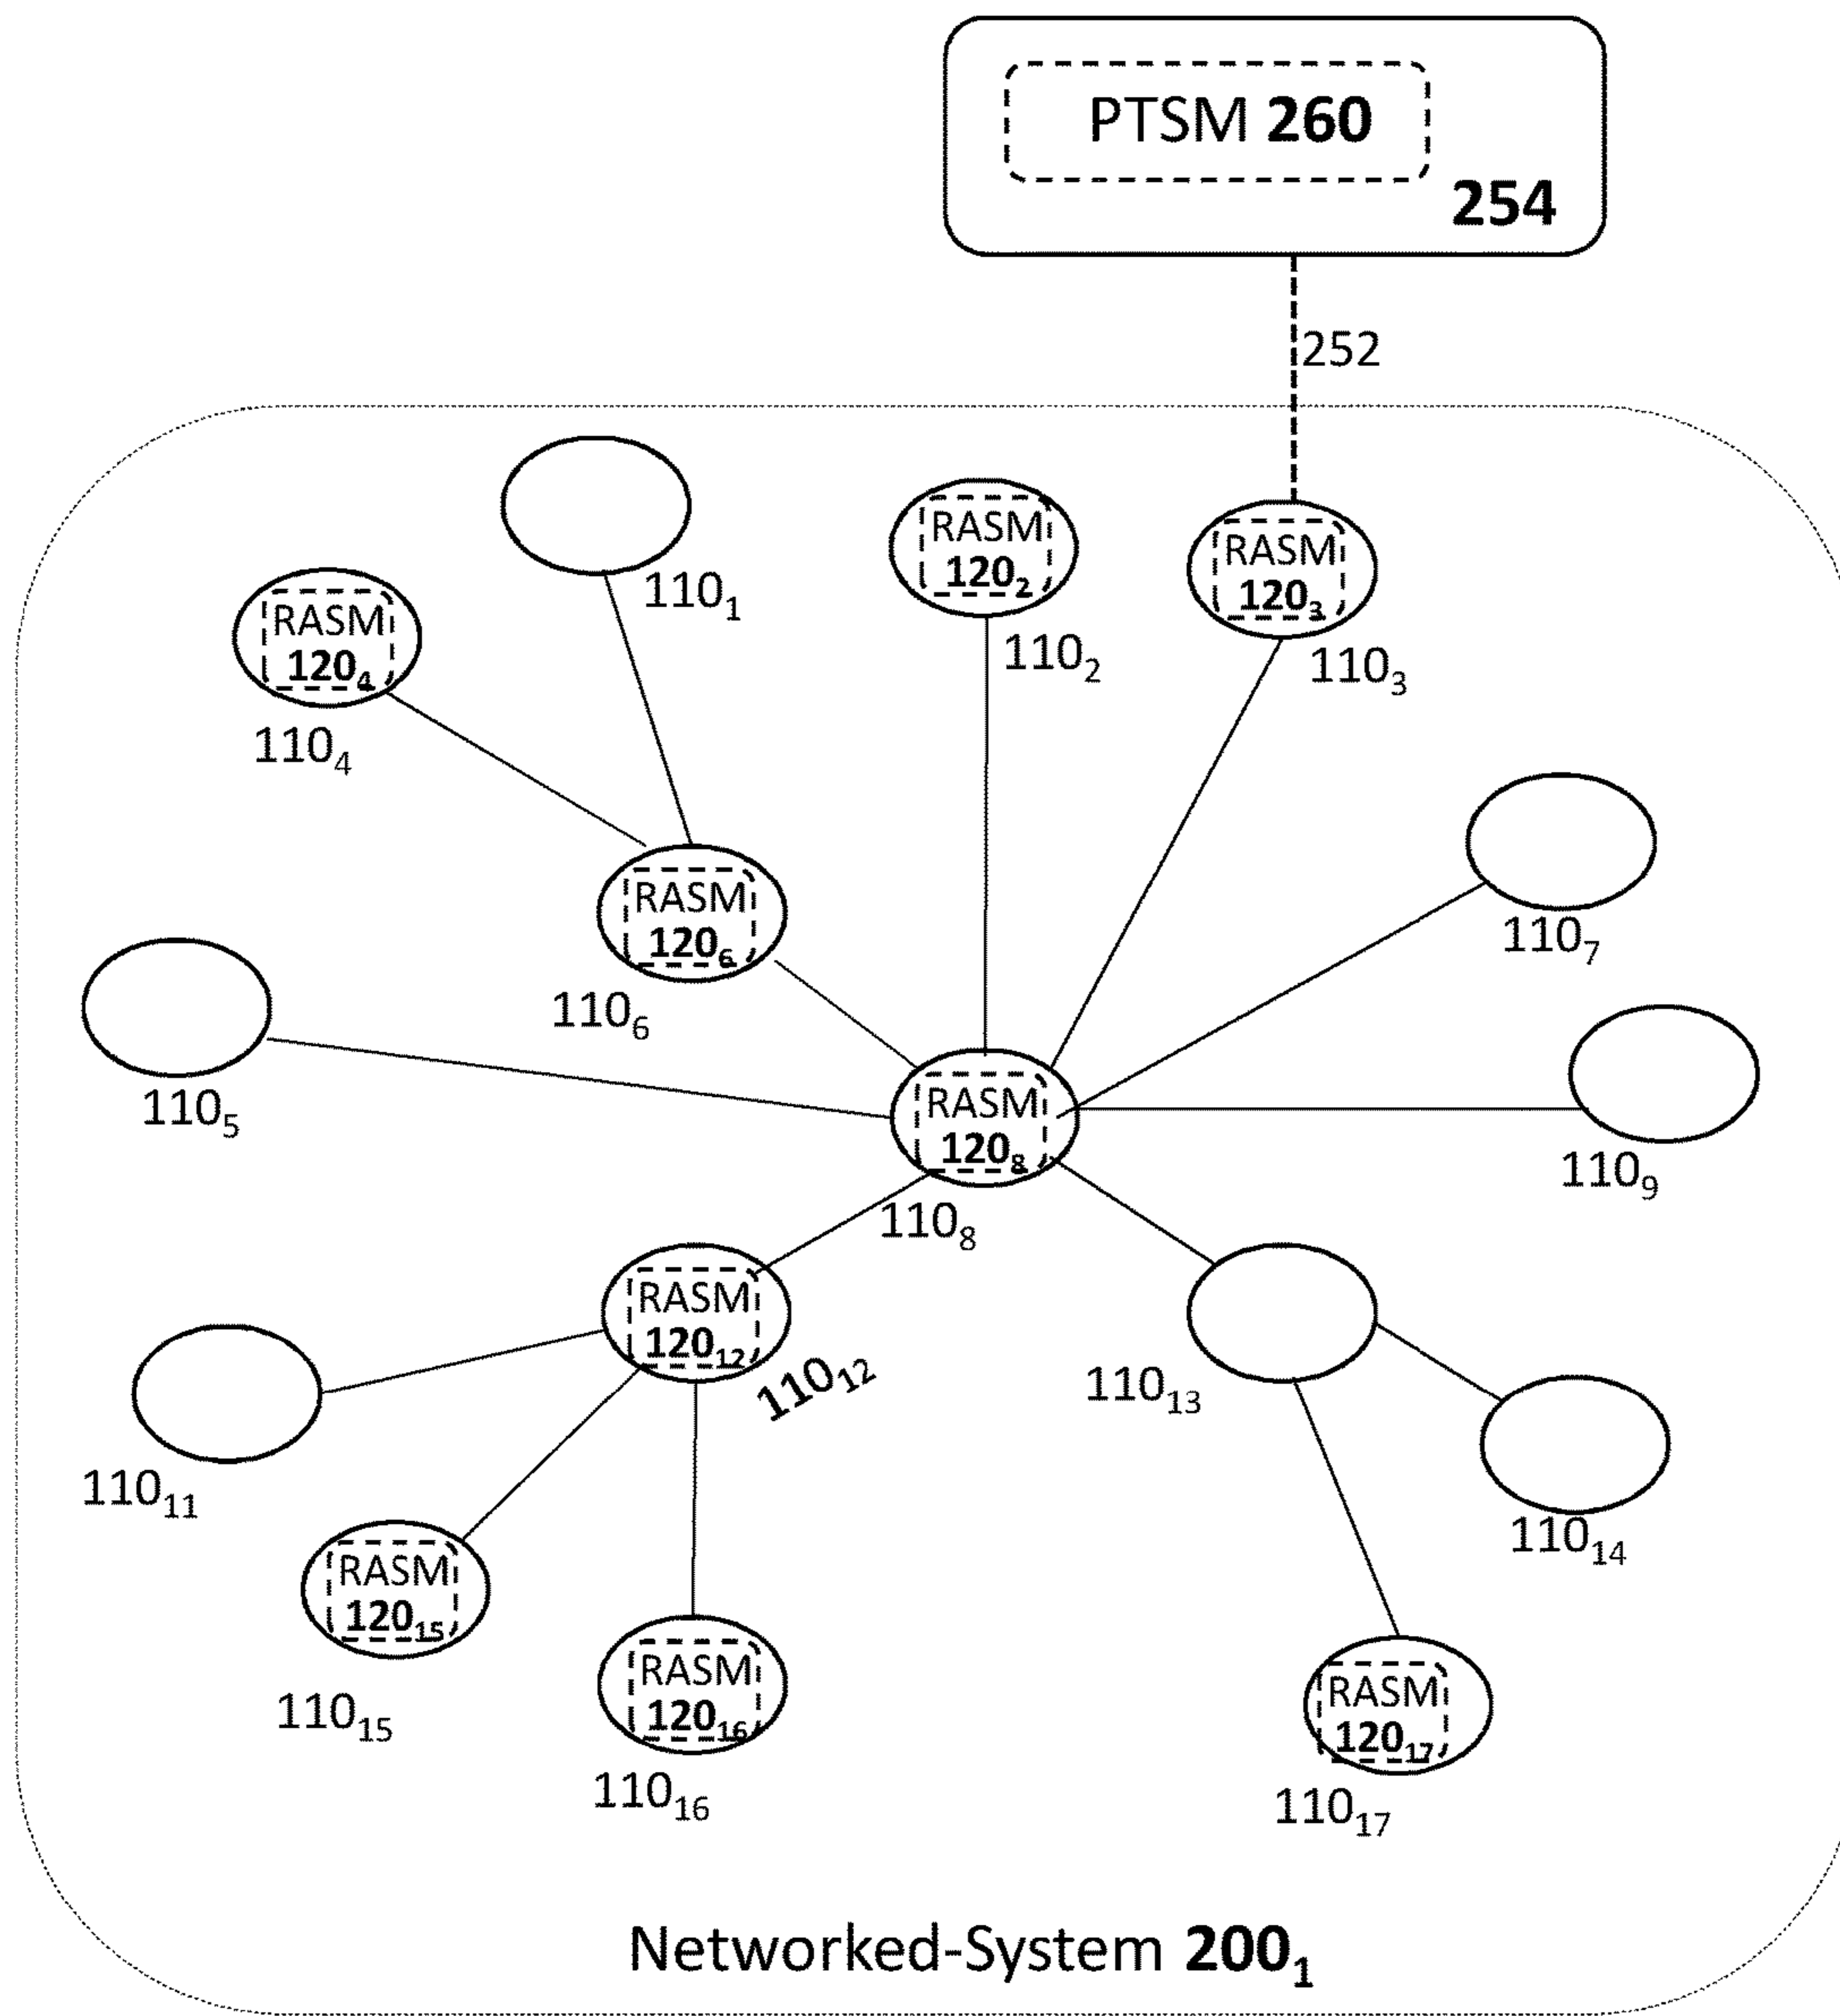 PTSM 260
254
252
110₁
RASM
120₂
110₂
RASM
120₃
110₃
RASM
120₄
110₄
RASM
120₆
110₆
110₇
110₅
RASM
120₈
110₈
110₉
RASM
120₁₂
110₁₂
110₁₃
110₁₁
110₁₄
RASM
120₁₅
110₁₅
RASM
120₁₆
110₁₆
RASM
120₁₇
110₁₇
Networked-System 200₁